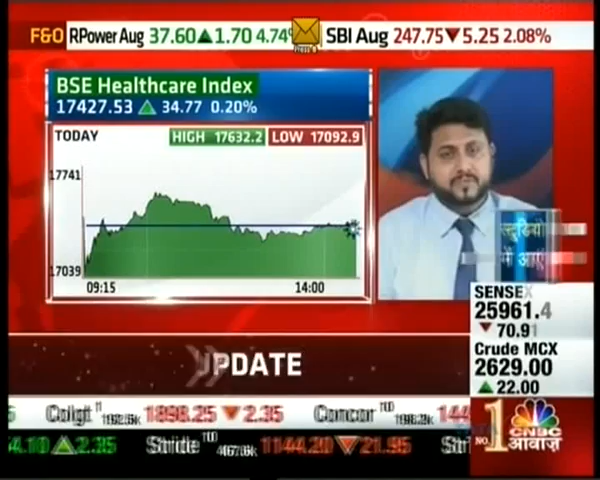 F&O RPower Aug 37.60▲1.70 4.74 SBI Aug 247.75▼5.25 2.08%
BSE Healthcare Index
17427.53 ▲ 34.77 0.20%
TODAY HIGH 17632.2 LOW 17092.9
17741
17039
09:15 14:00
स्टूडियो
में आएं
SENSEX
25961.4
▼ 70.91
Crude MCX
2629.00
▲ 22.00
UPDATE
Colgt 1898.25 ▼ 2.35 Concor 144
4.10 ▲ 2.35 Stride 1144.20 ▼ 21.95 Str
NO.1 CNBC
आवाज़